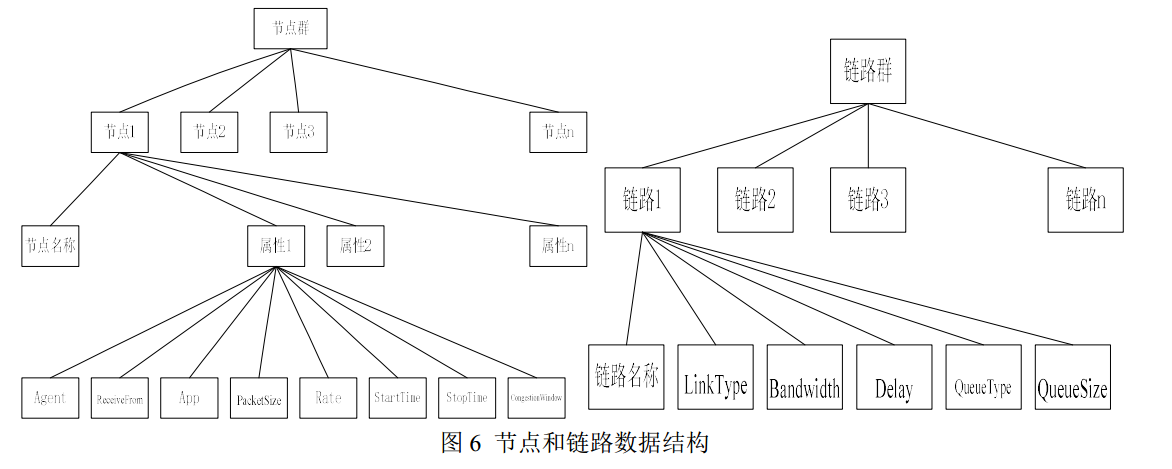 节点群
节点1
节点2
节点3
节点n
节点名称
属性1
属性2
属性n
Agent
ReceiveFrom
App
PacketSize
Rate
StartTime
StopTime
CongestionWindow
链路群
链路1
链路2
链路3
链路n
链路名称
LinkType
Bandwidth
Delay
QueueType
QueueSize
图 6 节点和链路数据结构